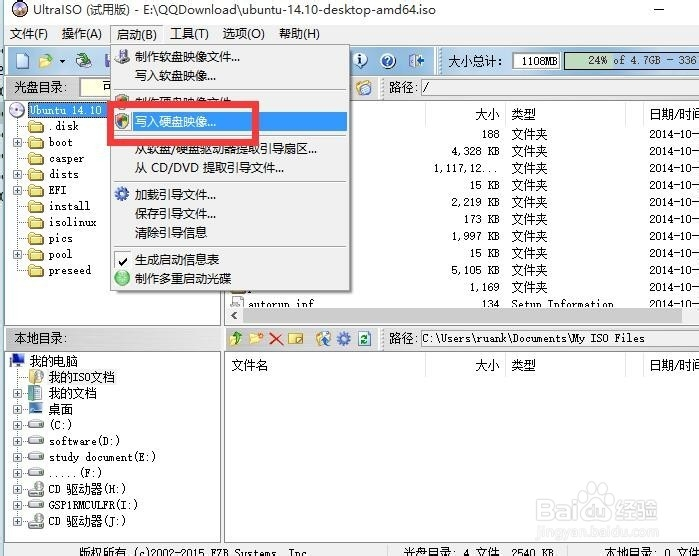 UltraISO (试用版) - E:\QQDownload\ubuntu-14.10-desktop-amd64.iso
文件(F) 操作(A) 启动(B) 工具(T) 选项(O) 帮助(H)
大小总计: 1108MB 24% of 4.7GB - 336
光盘目录: 可 路径: /
制作软盘映像文件...
写入软盘映像...
制作硬盘映像文件...
写入硬盘映像...
从软盘/硬盘驱动器提取引导扇区...
从 CD/DVD 提取引导文件...
加载引导文件...
保存引导文件...
清除引导信息
生成启动信息表
制作多重启动光碟
Ubuntu 14.10
.disk
boot
casper
dists
EFI
install
isolinux
pics
pool
preseed
大小 类型 日期/时间
188 文件夹 2014-10-
4,328 KB 文件夹 2014-10-
1,117,12... 文件夹 2014-10-
15 KB 文件夹 2014-10-
2,219 KB 文件夹 2014-10-
173 KB 文件夹 2014-10-
1,997 KB 文件夹 2014-10-
15 KB 文件夹 2014-10-
5,105 KB 文件夹 2014-10-
1,169 文件夹 2014-10-
autorun.inf 134 Setup Information 2014-10-
本地目录: 路径: C:\Users\ruank\Documents\My ISO Files
我的电脑
我的ISO文档
我的文档
桌面
(C:)
software(D:)
study document(E:)
.....(F:)
CD 驱动器(H:)
GSP1RMCULFR(I:)
CD 驱动器(J:)
文件名 大小 类型 日期/时间
Baidu 经验
jingyan.baidu.com
版权所有 (c)2002-2015 EZB Systems, Inc. 光盘目录: 4 文件, 2540 KB 本地目录: 0 文件,